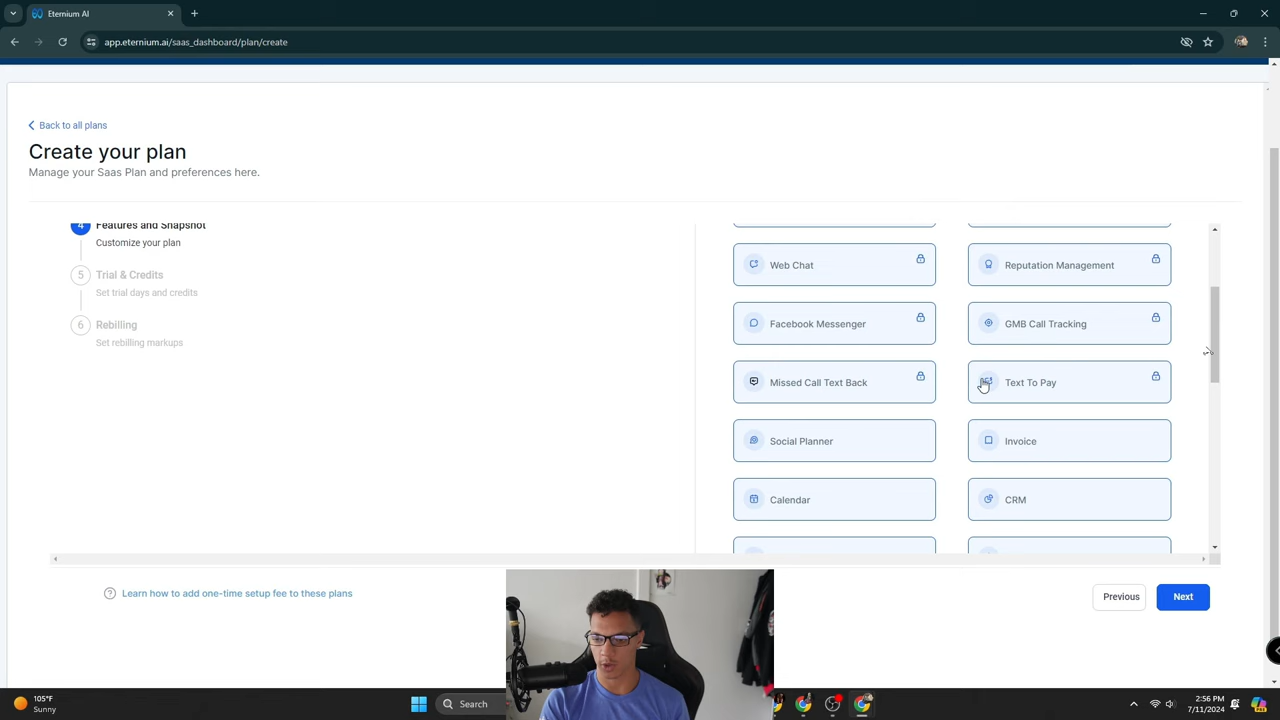 Eternium AI
app.eternium.ai/saas_dashboard/plan/create
Back to all plans
Create your plan
Manage your Saas Plan and preferences here.
4 Features and Snapshot
Customize your plan
5 Trial & Credits
Set trial days and credits
6 Rebilling
Set rebilling markups
Web Chat
Reputation Management
Facebook Messenger
GMB Call Tracking
Missed Call Text Back
Text To Pay
Social Planner
Invoice
Calendar
CRM
Learn how to add one-time setup fee to these plans
Previous
Next
105°F
Sunny
Search
2:56 PM
7/11/2024